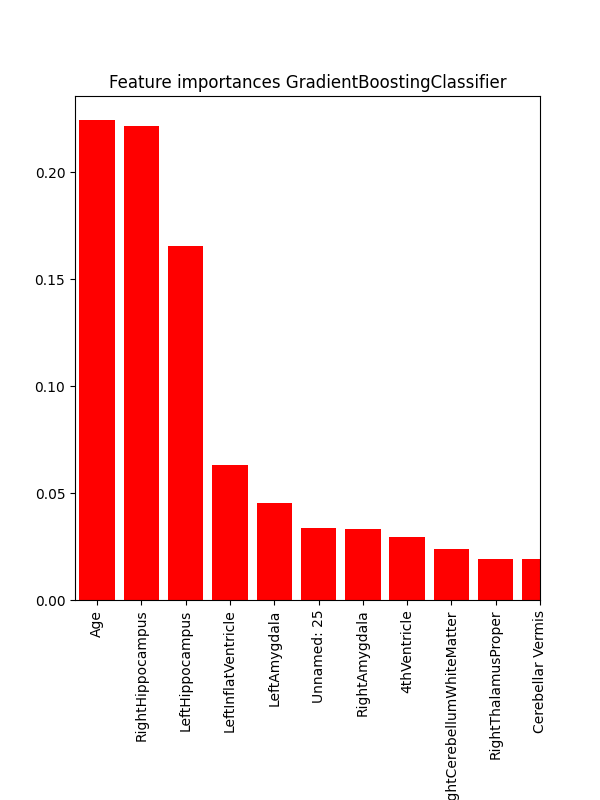 Feature importances GradientBoostingClassifier
0.20
0.15
0.10
0.05
0.00
Age
RightHippocampus
LeftHippocampus
LeftInflatVentricle
LeftAmygdala
Unnamed: 25
RightAmygdala
4thVentricle
ghtCerebellumWhiteMatter
RightThalamusProper
Cerebellar Vermis